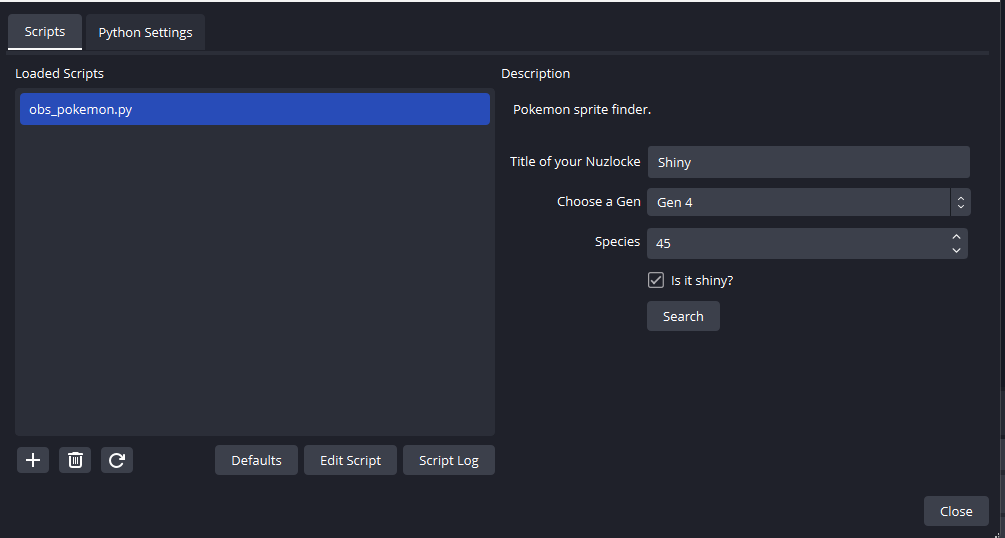 Scripts Python Settings
Loaded Scripts
obs_pokemon.py
Description
Pokemon sprite finder.
Title of your Nuzlocke Shiny
Choose a Gen Gen 4
Species 45
Is it shiny?
Search
Defaults Edit Script Script Log
Close